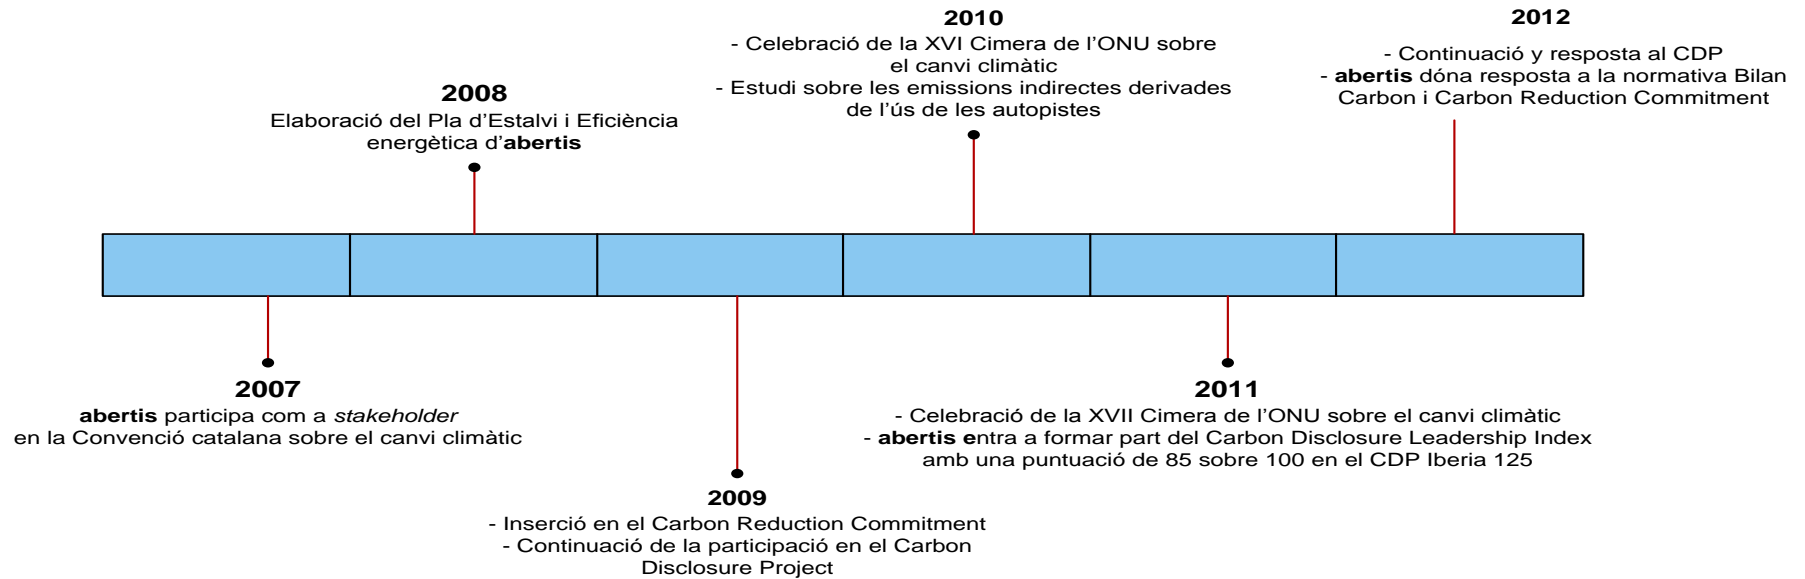 2007
abertis participa com a stakeholder
en la Convenció catalana sobre el canvi climàtic
2008
Elaboració del Pla d’Estalvi i Eficiència
energètica d’abertis
2009
- Inserció en el Carbon Reduction Commitment
- Continuació de la participació en el Carbon
Disclosure Project
2010
- Celebració de la XVI Cimera de l’ONU sobre
el canvi climàtic
- Estudi sobre les emissions indirectes derivades
de l’ús de les autopistes
2011
- Celebració de la XVII Cimera de l’ONU sobre el canvi climàtic
- abertis entra a formar part del Carbon Disclosure Leadership Index
amb una puntuació de 85 sobre 100 en el CDP Iberia 125
2012
- Continuació y resposta al CDP
- abertis dóna resposta a la normativa Bilan
Carbon i Carbon Reduction Commitment